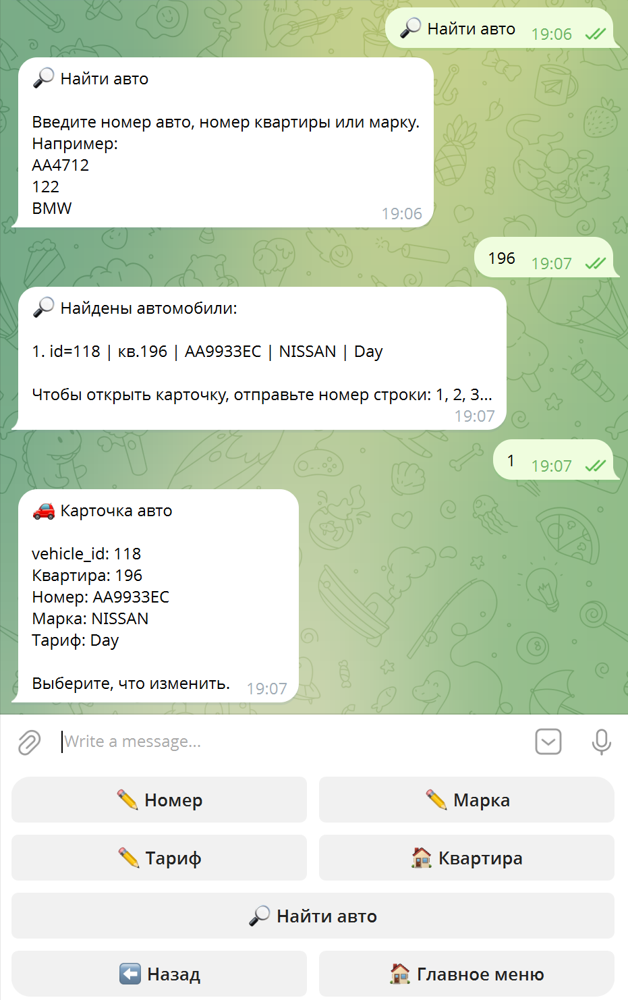 🔎 Найти авто 19:06
🔎 Найти авто
Введите номер авто, номер квартиры или марку.
Например:
AA4712
122
BMW
19:06
196 19:07
🔎 Найдены автомобили:
1. id=118 | кв.196 | AA9933EC | NISSAN | Day
Чтобы открыть карточку, отправьте номер строки: 1, 2, 3...
19:07
1 19:07
🚗 Карточка авто
vehicle_id: 118
Квартира: 196
Номер: AA9933EC
Марка: NISSAN
Тариф: Day
Выберите, что изменить. 19:07
Write a message...
✏️ Номер
✏️ Марка
✏️ Тариф
🏠 Квартира
🔎 Найти авто
⬅️ Назад
🏠 Главное меню